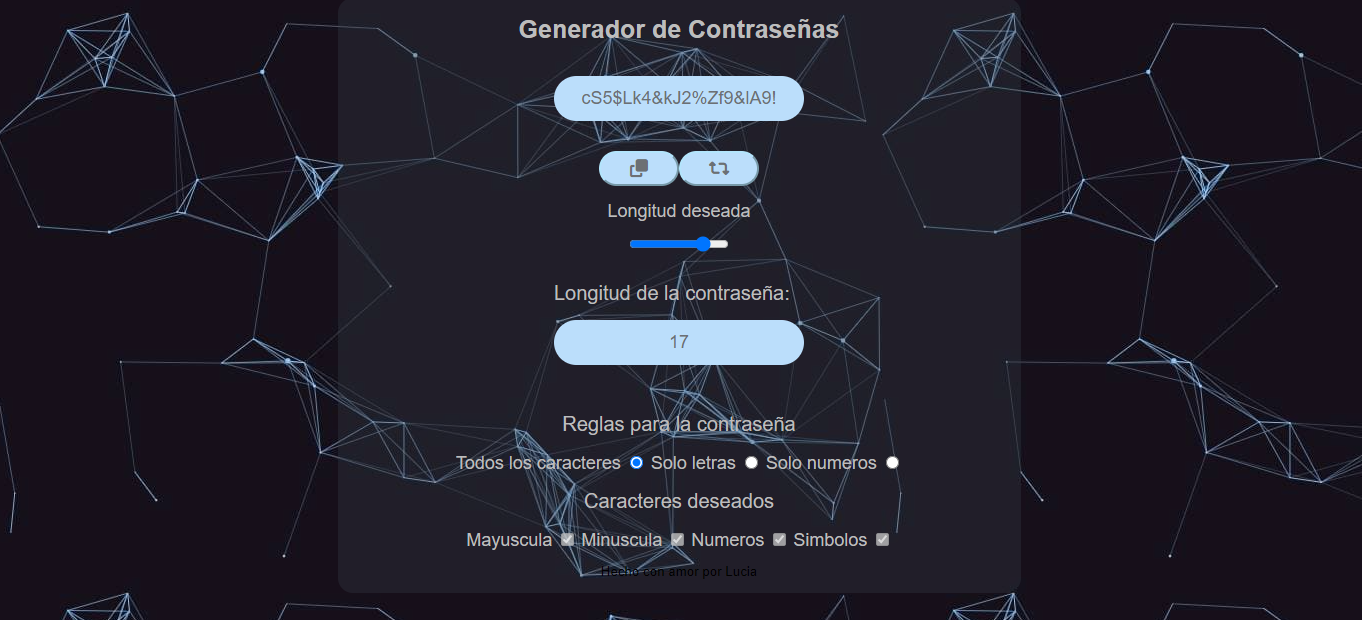 Generador de Contraseñas
cS5$Lk4&kJ2%Zf9&lA9!
Longitud deseada
Longitud de la contraseña:
17
Reglas para la contraseña
Todos los caracteres Solo letras Solo numeros
Caracteres deseados
Mayuscula Minuscula Numeros Simbolos
Hecho con amor por Lucia